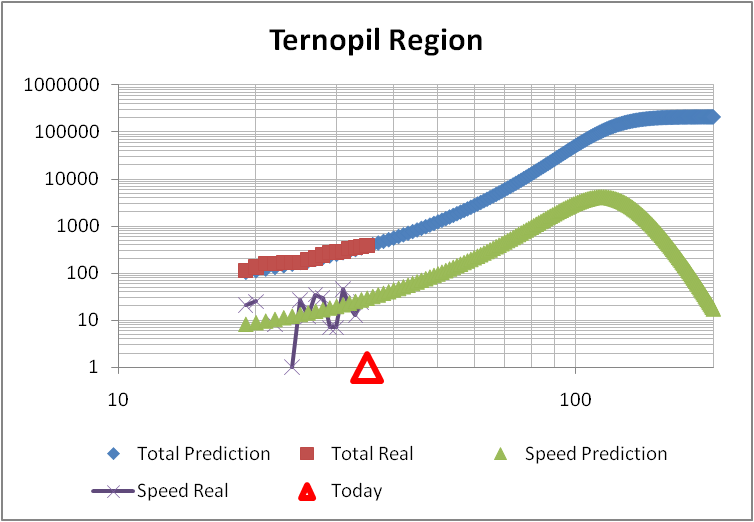 Ternopil Region
1000000
100000
10000
1000
100
10
1
10 100
Total Prediction Total Real Speed Prediction
Speed Real Today